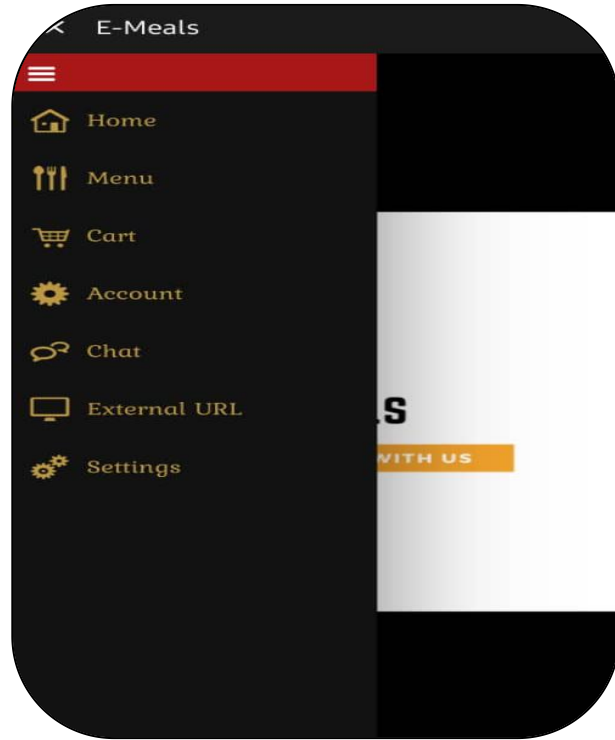 E-Meals
Home
Menu
Cart
Account
Chat
External URL
Settings
LS
WITH US